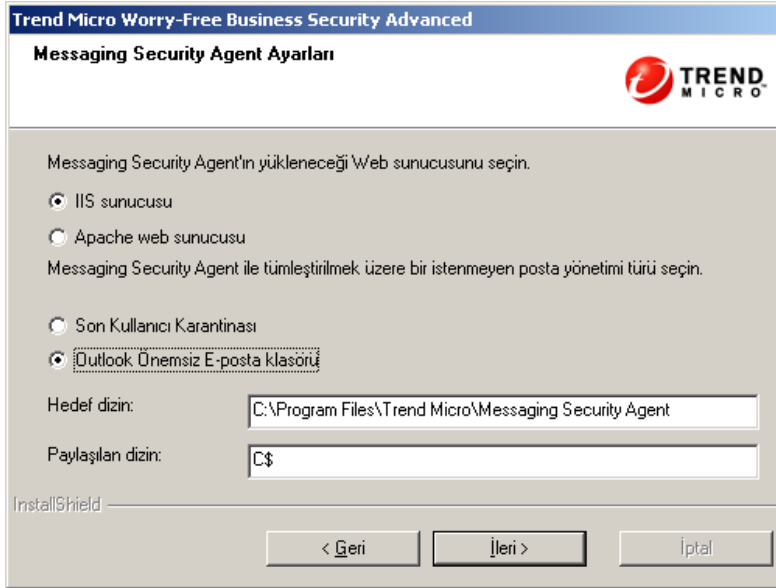 Trend Micro Worry-Free Business Security Advanced
Messaging Security Agent Ayarları
TREND
MICRO
Messaging Security Agent'ın yükleneceği Web sunucusunu seçin.
IIS sunucusu
Apache web sunucusu
Messaging Security Agent ile tümleştirilmek üzere bir istenmeyen posta yönetimi türü seçin.
Son Kullanıcı Karantinası
Outlook Önemsiz E-posta klasörü
Hedef dizin: C:\Program Files\Trend Micro\Messaging Security Agent
Paylaşılan dizin: C$
InstallShield
< Geri İleri > İptal